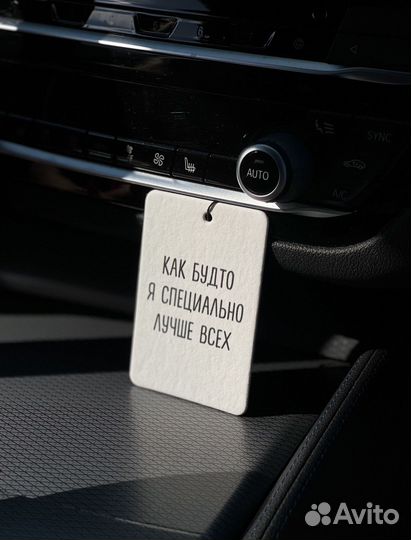 AUTO
SYNC
A/C
КАК БУДТО
Я СПЕЦИАЛЬНО
ЛУЧШЕ ВСЕХ
Avito